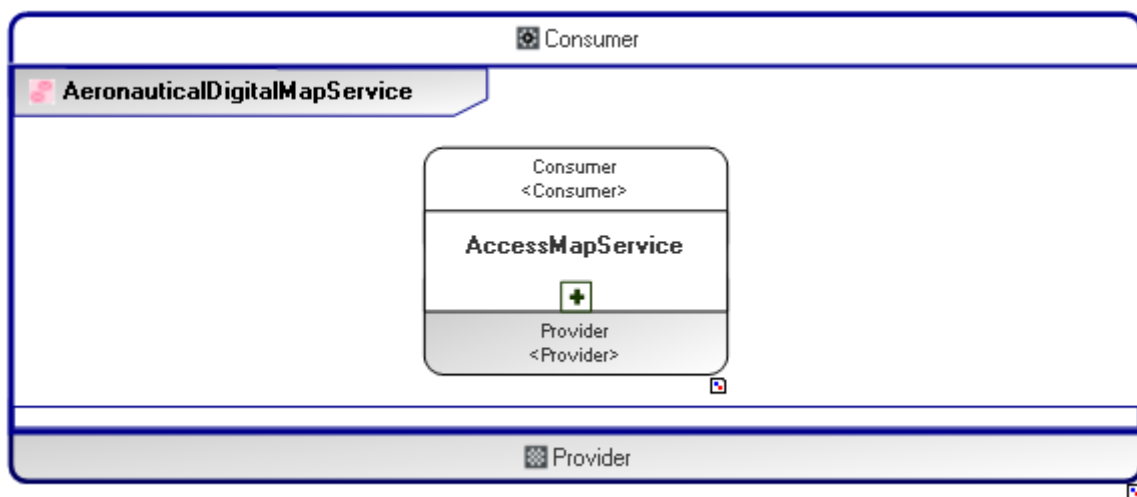 Consumer
AeronauticalDigitalMapService
Consumer
<Consumer>
AccessMapService
Provider
<Provider>
Provider